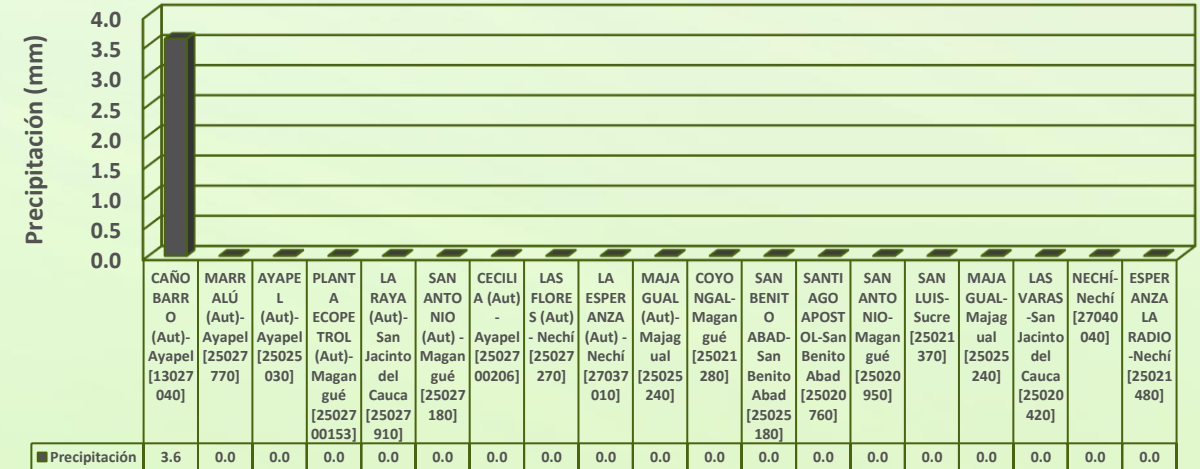 Precipitación (mm)
4.0
3.5
3.0
2.5
2.0
1.5
1.0
0.5
0.0
CAÑO
BARR
O
(Aut)-
Ayapel
[13027
040]
MARR
ALÚ
(Aut)-
Ayapel
[25027
770]
AYAPE
L
(Aut)-
Ayapel
[25025
030]
PLANT
A
ECOPE
TROL
(Aut)-
Magan
gué
[25027
00153]
LA
RAYA
(Aut)-
San
Jacinto
del
Cauca
[25027
910]
SAN
ANTO
NIO
(Aut) -
Magan
gué
[25027
180]
CECILI
A (Aut)
-
Ayapel
[25027
00206]
LAS
FLORE
S (Aut)
- Nechí
[25027
270]
LA
ESPER
ANZA
(Aut) -
Nechí
[27037
010]
MAJA
GUAL
(Aut)-
Majag
ual
[25025
240]
COYO
NGAL-
Magan
gué
[25021
280]
SAN
BENIT
O
ABAD-
San
Benito
Abad
[25025
180]
SANTI
AGO
APOST
OL-San
Benito
Abad
[25020
760]
SAN
ANTO
NIO-
Magan
gué
[25020
950]
SAN
LUIS-
Sucre
[25021
370]
MAJA
GUAL-
Majag
ual
[25025
240]
LAS
VARAS
-San
Jacinto
del
Cauca
[25020
420]
NECHÍ-
Nechí
[27040
040]
ESPER
ANZA
LA
RADIO
-Nechí
[25021
480]
Precipitación 3.6 0.0 0.0 0.0 0.0 0.0 0.0 0.0 0.0 0.0 0.0 0.0 0.0 0.0 0.0 0.0 0.0 0.0 0.0